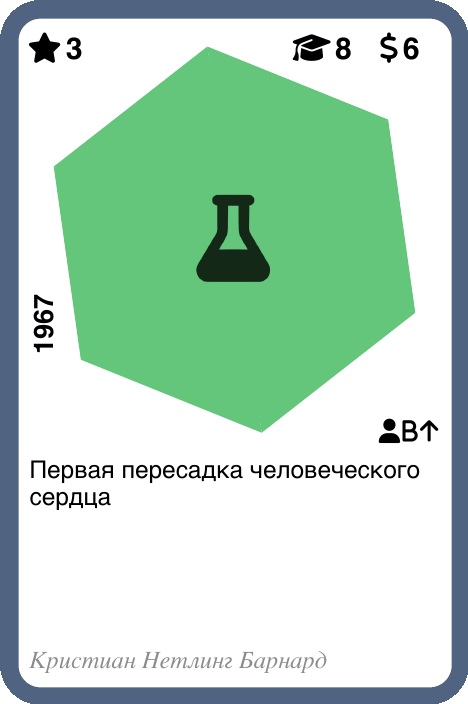 3
8
$6
1967
B↑
Первая пересадка человеческого
сердца
Кристиан Нетлинг Барнард